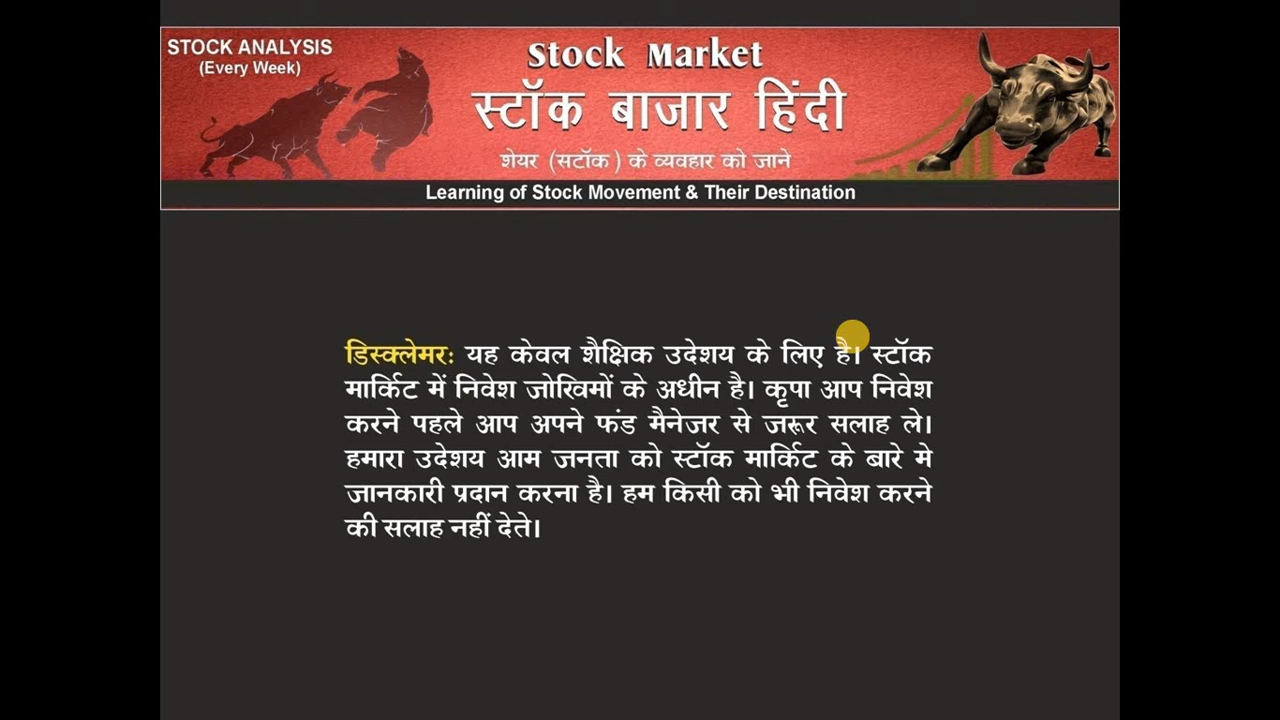 STOCK ANALYSIS
(Every Week)
Stock Market
स्टॉक बाजार हिंदी
शेयर (सटॉक) के व्यवहार को जाने
Learning of Stock Movement & Their Destination
डिस्क्लेमरः यह केवल शैक्षिक उदेशय के लिए है। स्टॉक
मार्किट में निवेश जोखिमों के अधीन है। कृपा आप निवेश
करने पहले आप अपने फंड मैनेजर से जरूर सलाह ले।
हमारा उदेशय आम जनता को स्टॉक मार्किट के बारे मे
जानकारी प्रदान करना है। हम किसी को भी निवेश करने
की सलाह नहीं देते।